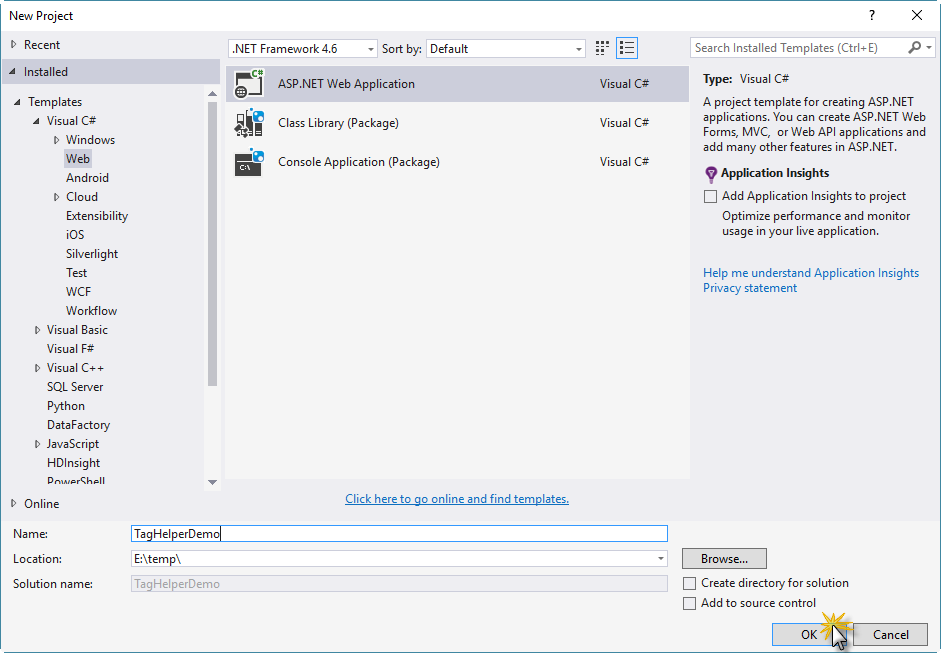 New Project
?
Recent
Installed
Templates
Visual C#
Windows
Web
Android
Cloud
Extensibility
iOS
Silverlight
Test
WCF
Workflow
Visual Basic
Visual F#
Visual C++
SQL Server
Python
DataFactory
JavaScript
HDInsight
PowerShell
Online
.NET Framework 4.6
Sort by:
Default
ASP.NET Web Application Visual C#
Class Library (Package) Visual C#
Console Application (Package) Visual C#
Click here to go online and find templates.
Search Installed Templates (Ctrl+E)
Type: Visual C#
A project template for creating ASP.NET
applications. You can create ASP.NET Web
Forms, MVC, or Web API applications and
add many other features in ASP.NET.
Application Insights
Add Application Insights to project
Optimize performance and monitor
usage in your live application.
Help me understand Application Insights
Privacy statement
Name: TagHelperDemo
Location: E:\temp\
Browse...
Solution name: TagHelperDemo
Create directory for solution
Add to source control
OK
Cancel